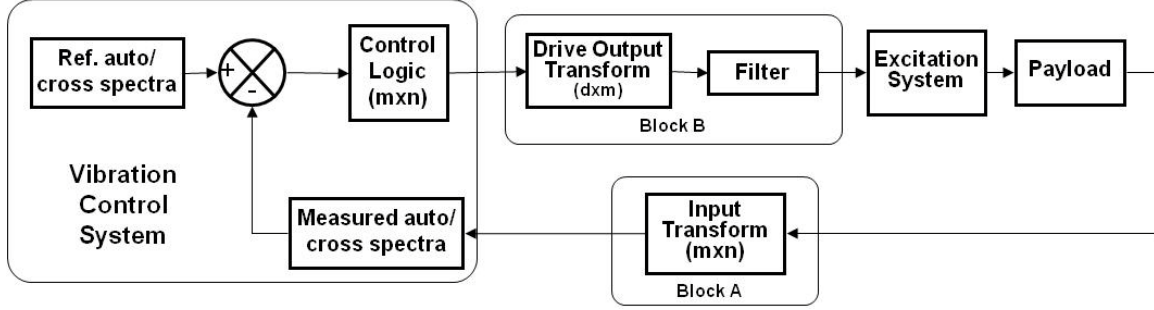 Ref. auto/
cross spectra
+
-
Control
Logic
(mxn)
Drive Output
Transform
(dxm)
Filter
Block B
Excitation
System
Payload
Vibration
Control
System
Measured auto/
cross spectra
Input
Transform
(mxn)
Block A